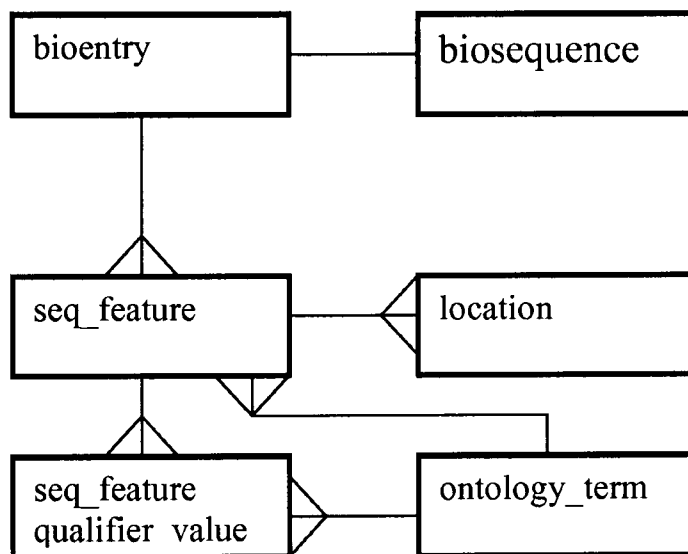 bioentry
biosequence
seq_feature
location
seq_feature
qualifier_value
ontology_term